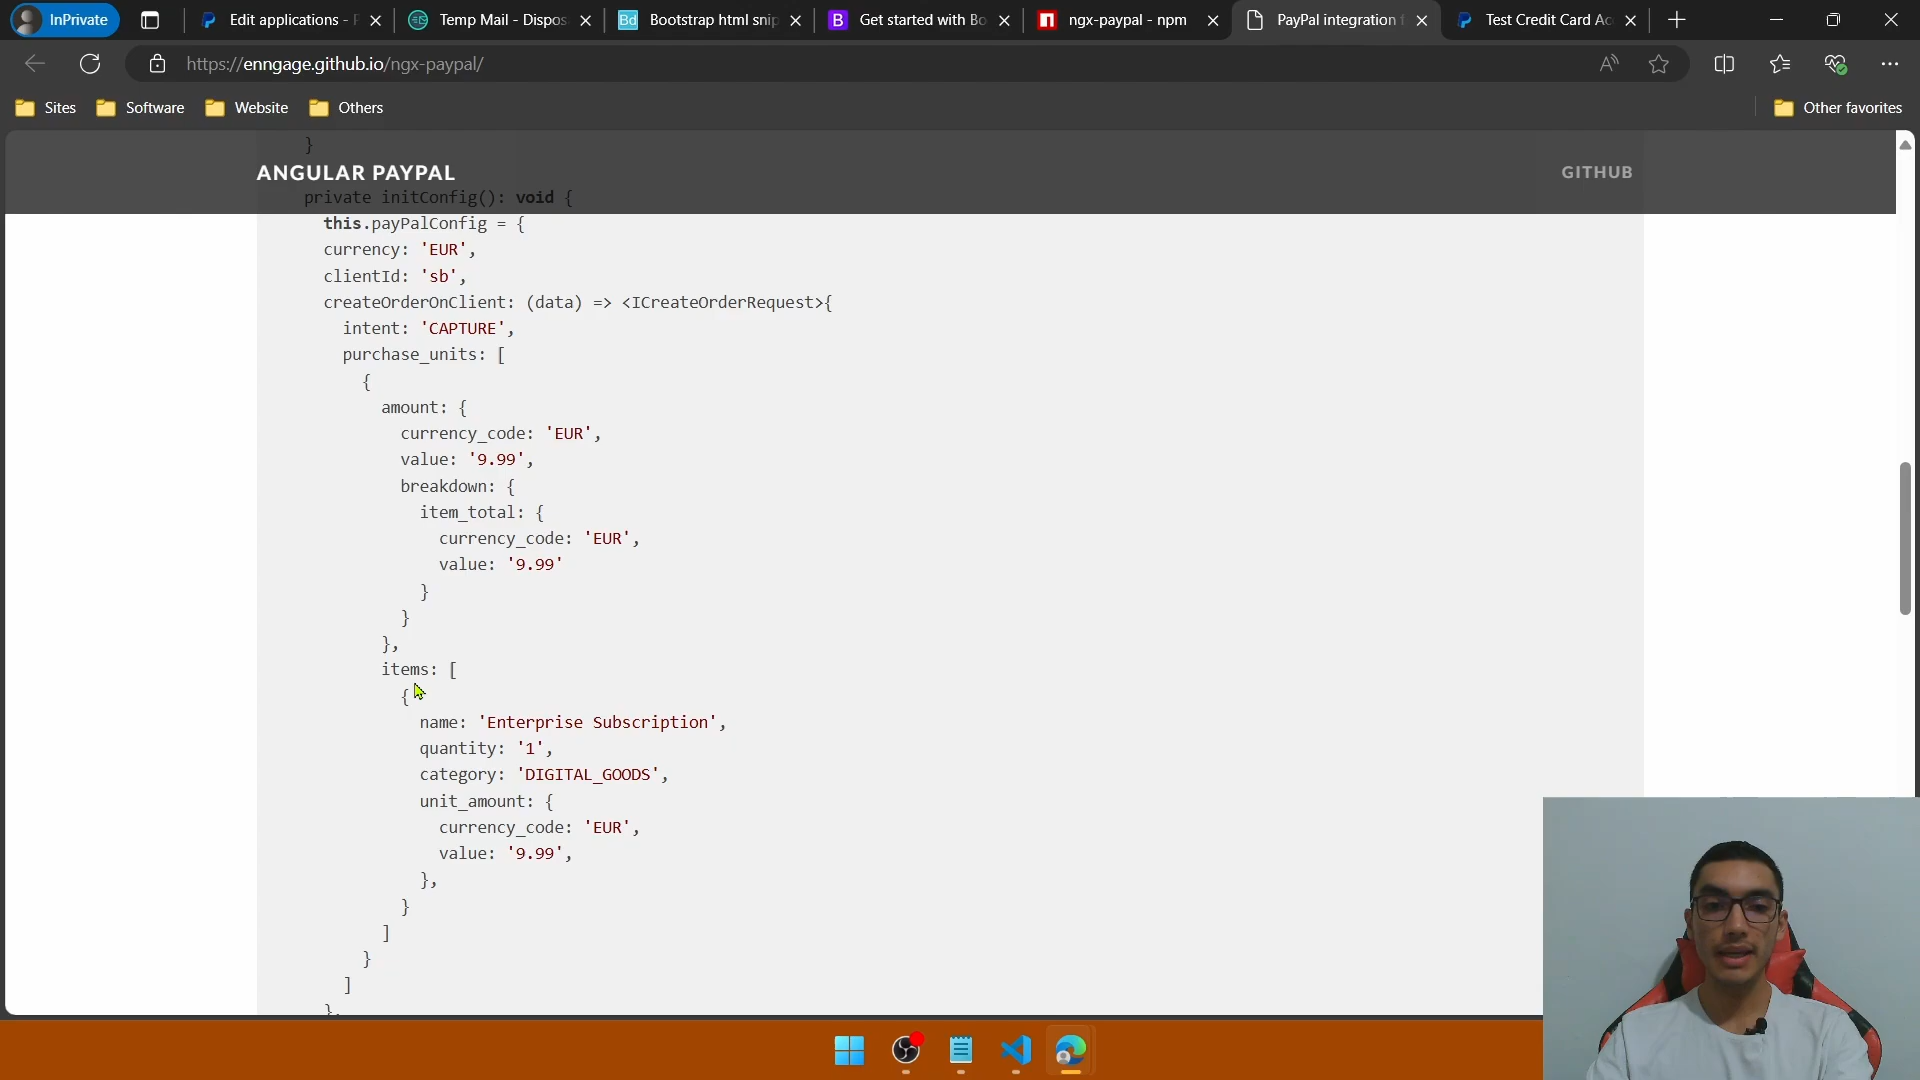 InPrivate
Edit applications - P
Temp Mail - Dispos
Bd
Bootstrap html snip
B
Get started with Bo
n
ngx-paypal - npm
PayPal integration f
Test Credit Card Ac
https://enngage.github.io/ngx-paypal/
Sites
Software
Website
Others
Other favorites
}
ANGULAR PAYPAL
GITHUB
private initConfig(): void {
this.payPalConfig = {
currency: 'EUR',
clientId: 'sb',
createOrderOnClient: (data) => <ICreateOrderRequest>{
intent: 'CAPTURE',
purchase_units: [
{
amount: {
currency_code: 'EUR',
value: '9.99',
breakdown: {
item_total: {
currency_code: 'EUR',
value: '9.99'
}
}
},
items: [
{
name: 'Enterprise Subscription',
quantity: '1',
category: 'DIGITAL_GOODS',
unit_amount: {
currency_code: 'EUR',
value: '9.99',
},
}
]
}
]
},